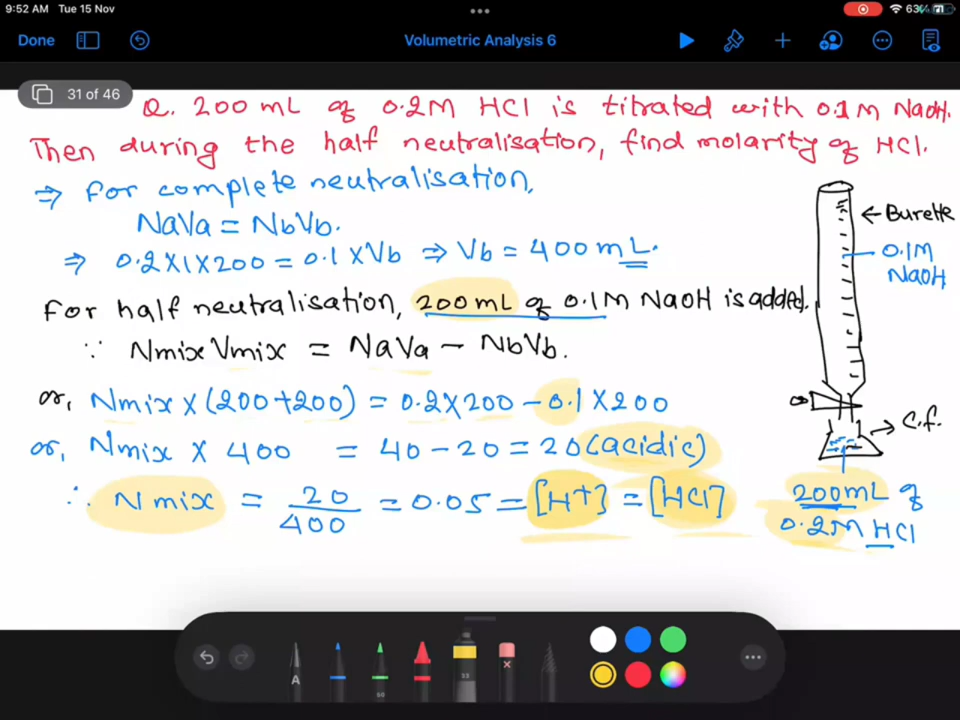 9:52 AM Tue 15 Nov
63%
Done
Volumetric Analysis 6
31 of 46
Q. 200 mL of 0.2M HCl is titrated with 0.1M NaOH.
Then during the half neutralisation, find molarity of HCl.
⇒ For complete neutralisation,
NaVa = NbVb.
⇒ 0.2×1×200 = 0.1×Vb ⇒ Vb = 400 mL.
For half neutralisation, 200 mL of 0.1M NaOH is added.
∵ Nmix Vmix = NaVa − NbVb.
or, Nmix × (200+200) = 0.2×200 − 0.1×200
or, Nmix × 400 = 40 − 20 = 20 (acidic)
∴ Nmix = 20/400 = 0.05 = [H+] = [HCl]
← Burette
0.1M
NaOH
→ C.f.
200mL of
0.2M HCl
A
50
33